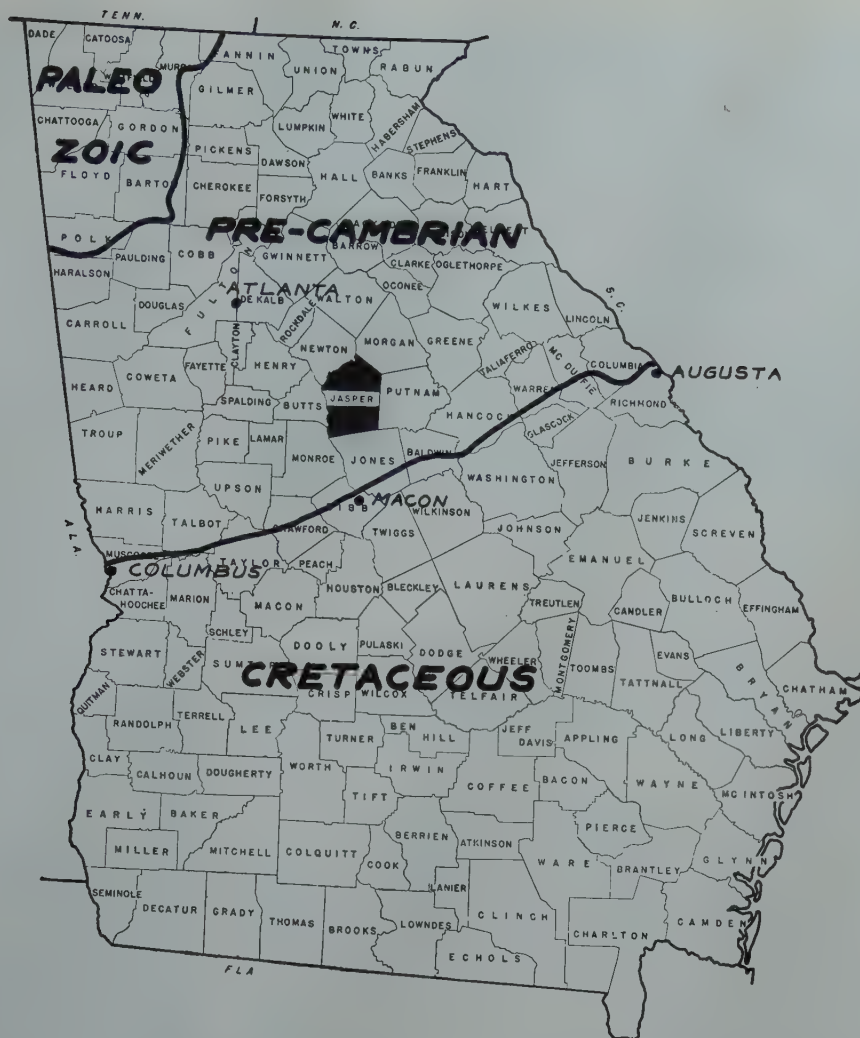 TENN.
N. C.
DADE
CATOOSA
FANNIN
TOWNS
UNION
RABUN
PALEO
GILMER
WHITE
HABERSHAM
CHATTOOGA
GORDON
LUMPKIN
STEPHENS
ZOIC
PICKENS
DAWSON
HALL
BANKS
FRANKLIN
HART
FLOYD
BARTO
CHEROKEE
FORSYTH
PRE-CAMBRIAN
POLK
PAULDING
COBB
GWINNETT
BARROW
HARALSON
CLARKE
OGLETHORPE
S. C.
FULTON
ATLANTA
DE KALB
OCONEE
DOUGLAS
ROCKDALE
WALTON
WILKES
LINCOLN
CARROLL
CLAYTON
NEWTON
MORGAN
GREENE
TALIAFERRO
MC DUFFIE
COLUMBIA
AUGUSTA
FAYETTE
HENRY
HEARD
COWETA
JASPER
PUTNAM
WARREN
SPALDING
BUTTS
HANCOCK
RICHMOND
TROUP
MERIWETHER
PIKE
LAMAR
GLASCOCK
MONROE
JONES
BALDWIN
WASHINGTON
JEFFERSON
BURKE
UPSON
HARRIS
TALBOT
BIBB
MACON
WILKINSON
JENKINS
SCREVEN
ALA.
CRAWFORD
TWIGGS
JOHNSON
EMANUEL
MUSCOGEE
COLUMBUS
TAYLOR
PEACH
CHATTA-
HOOCHEE
MARION
MACON
HOUSTON
BLECKLEY
LAURENS
TREUTLEN
CANDLER
BULLOCH
EFFINGHAM
SCHLEY
STEWART
WEBSTER
SUMTER
DOOLY
PULASKI
DODGE
WHEELER
MONTGOMERY
TOOMBS
EVANS
TATTNALL
BRYAN
CHATHAM
CRETACEOUS
QUITMAN
CRISP
WILCOX
TELFAIR
RANDOLPH
TERRELL
LEE
TURNER
BEN
HILL
JEFF
DAVIS
APPLING
LONG
LIBERTY
CLAY
CALHOUN
DOUGHERTY
WORTH
IRWIN
COFFEE
BACON
WAYNE
MC INTOSH
TIFT
EARLY
BAKER
PIERCE
MILLER
MITCHELL
COLQUITT
BERRIEN
COOK
ATKINSON
WARE
BRANTLEY
GLYNN
SEMINOLE
DECATUR
GRADY
THOMAS
BROOKS
LANIER
LOWNDES
CLINCH
CHARLTON
CAMDEN
ECHOLS
FLA